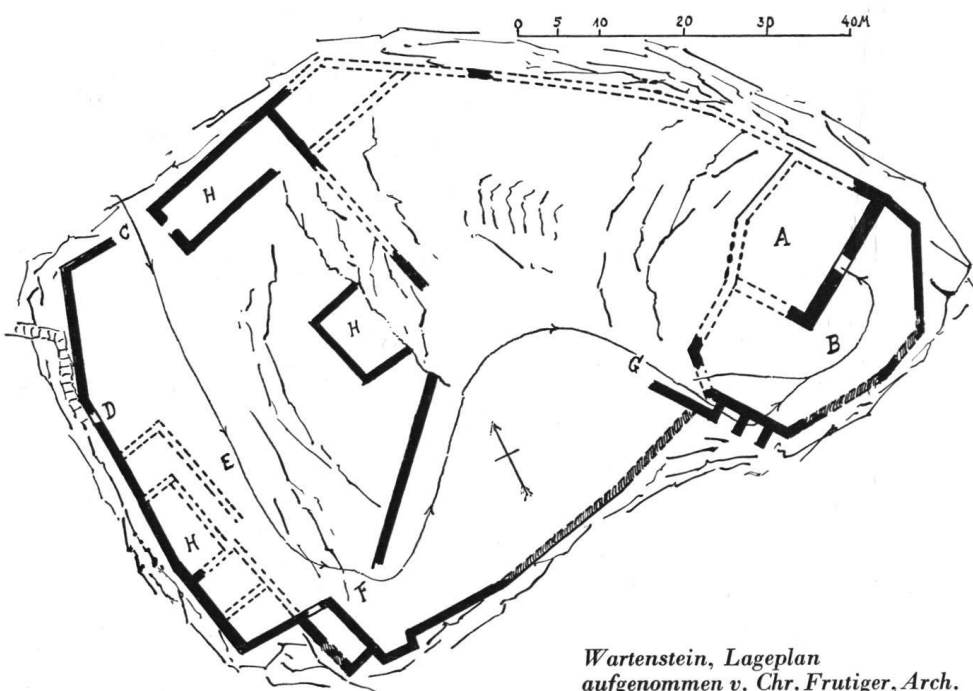 0 5 10 20 30 40M
H
A
C
H
B
G
D
E
H
F
Wartenstein, Lageplan
aufgenommen v. Chr. Frutiger, Arch.